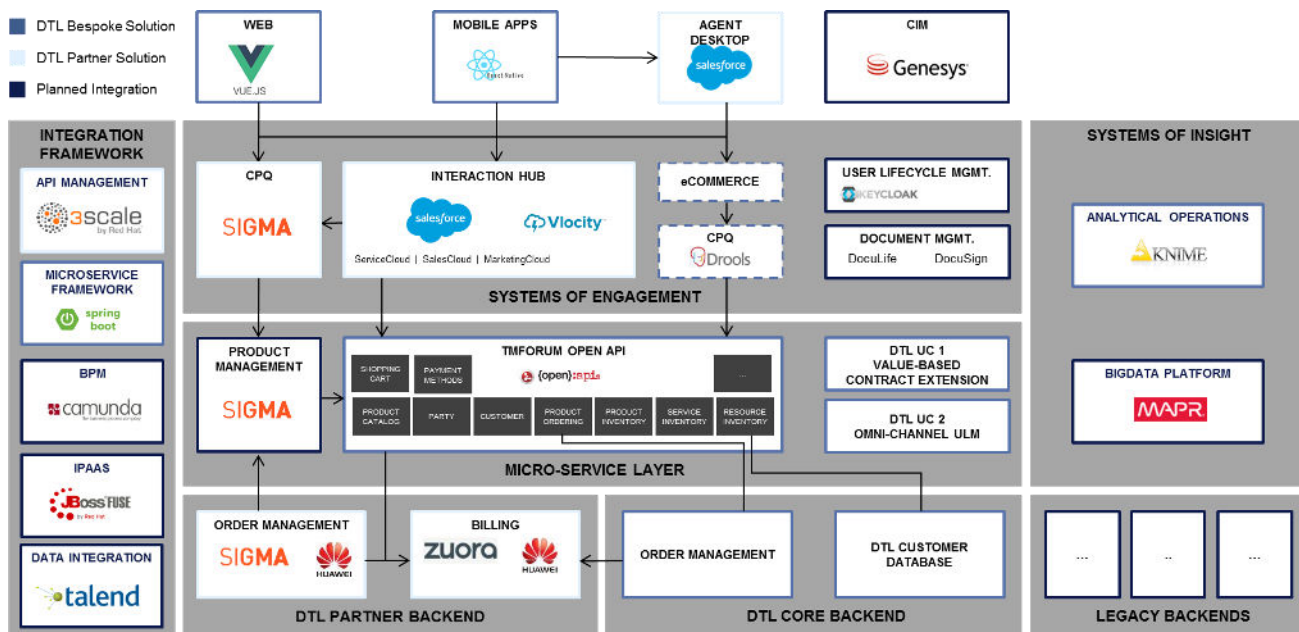 DTL Bespoke Solution
DTL Partner Solution
Planned Integration
WEB
VUE.JS
MOBILE APPS
React Native
AGENT
DESKTOP
salesforce
CIM
Genesys
INTEGRATION
FRAMEWORK
API MANAGEMENT
3scale
by Red Hat
MICROSERVICE
FRAMEWORK
spring
boot
BPM
camunda
IPAAS
JBoss FUSE
by Red Hat
DATA INTEGRATION
talend
CPQ
SIGMA
INTERACTION HUB
salesforce
Vlocity
ServiceCloud | SalesCloud | MarketingCloud
eCOMMERCE
CPQ
Drools
USER LIFECYCLE MGMT.
KEYCLOAK
DOCUMENT MGMT.
DocuLife DocuSign
SYSTEMS OF ENGAGEMENT
PRODUCT
MANAGEMENT
SIGMA
TMFORUM OPEN API
{open}:apis
SHOPPING
CART
PAYMENT
METHODS
...
PRODUCT
CATALOG
PARTY
CUSTOMER
PRODUCT
ORDERING
PRODUCT
INVENTORY
SERVICE
INVENTORY
RESOURCE
INVENTORY
DTL UC 1
VALUE-BASED
CONTRACT EXTENSION
DTL UC 2
OMNI-CHANNEL ULM
MICRO-SERVICE LAYER
ORDER MANAGEMENT
SIGMA
HUAWEI
BILLING
zuora
HUAWEI
DTL PARTNER BACKEND
ORDER MANAGEMENT
DTL CUSTOMER
DATABASE
DTL CORE BACKEND
SYSTEMS OF INSIGHT
ANALYTICAL OPERATIONS
KNIME
BIGDATA PLATFORM
MAPR
...
..
...
LEGACY BACKENDS